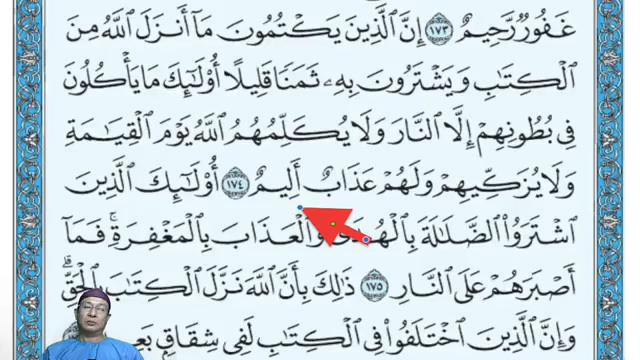 غَفُورٌ رَّحِيمٌ ١٧٣ إِنَّ ٱلَّذِينَ يَكْتُمُونَ مَآ أَنزَلَ ٱللَّهُ مِنَ
ٱلْكِتَٰبِ وَيَشْتَرُونَ بِهِۦ ثَمَنًا قَلِيلًا أُو۟لَٰٓئِكَ مَا يَأْكُلُونَ
فِى بُطُونِهِمْ إِلَّا ٱلنَّارَ وَلَا يُكَلِّمُهُمُ ٱللَّهُ يَوْمَ ٱلْقِيَٰمَةِ
وَلَا يُزَكِّيهِمْ وَلَهُمْ عَذَابٌ أَلِيمٌ ١٧٤ أُو۟لَٰٓئِكَ ٱلَّذِينَ
ٱشْتَرَوُا۟ ٱلضَّلَٰلَةَ بِٱلْهُدَىٰ وَٱلْعَذَابَ بِٱلْمَغْفِرَةِ ۚ فَمَآ
أَصْبَرَهُمْ عَلَى ٱلنَّارِ ١٧٥ ذَٰلِكَ بِأَنَّ ٱللَّهَ نَزَّلَ ٱلْكِتَٰبَ بِٱلْحَقِّ ۗ
وَإِنَّ ٱلَّذِينَ ٱخْتَلَفُوا۟ فِى ٱلْكِتَٰبِ لَفِى شِقَاقٍۭ بَعِ